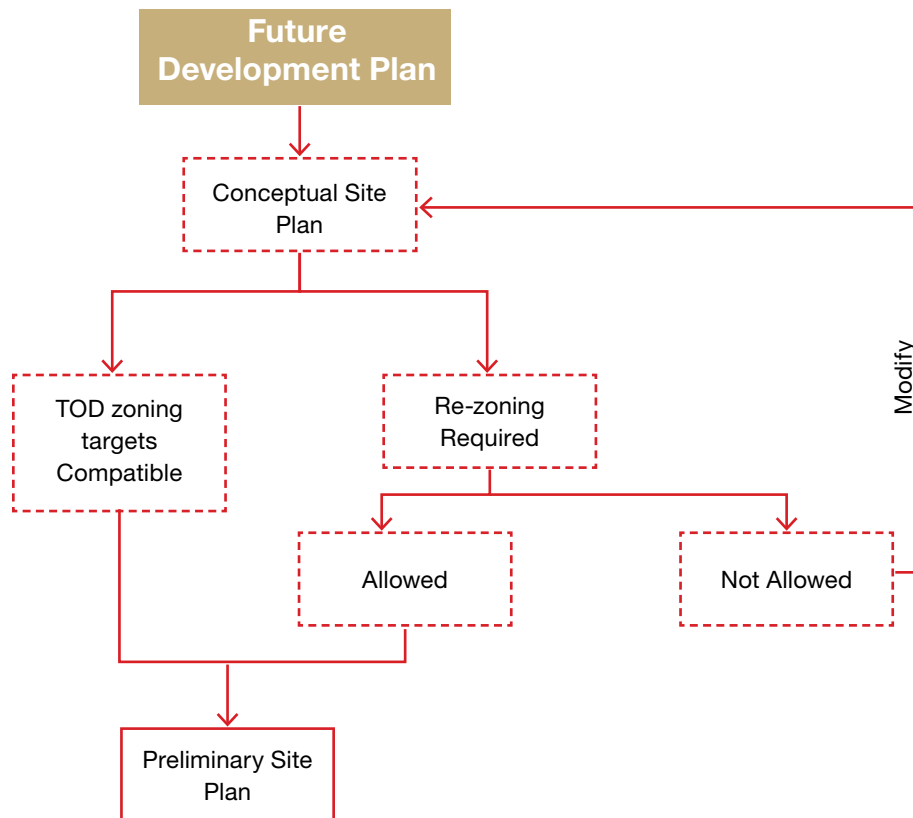 Future
Development Plan
Conceptual Site
Plan
TOD zoning
targets
Compatible
Re-zoning
Required
Modify
Allowed
Not Allowed
Preliminary Site
Plan